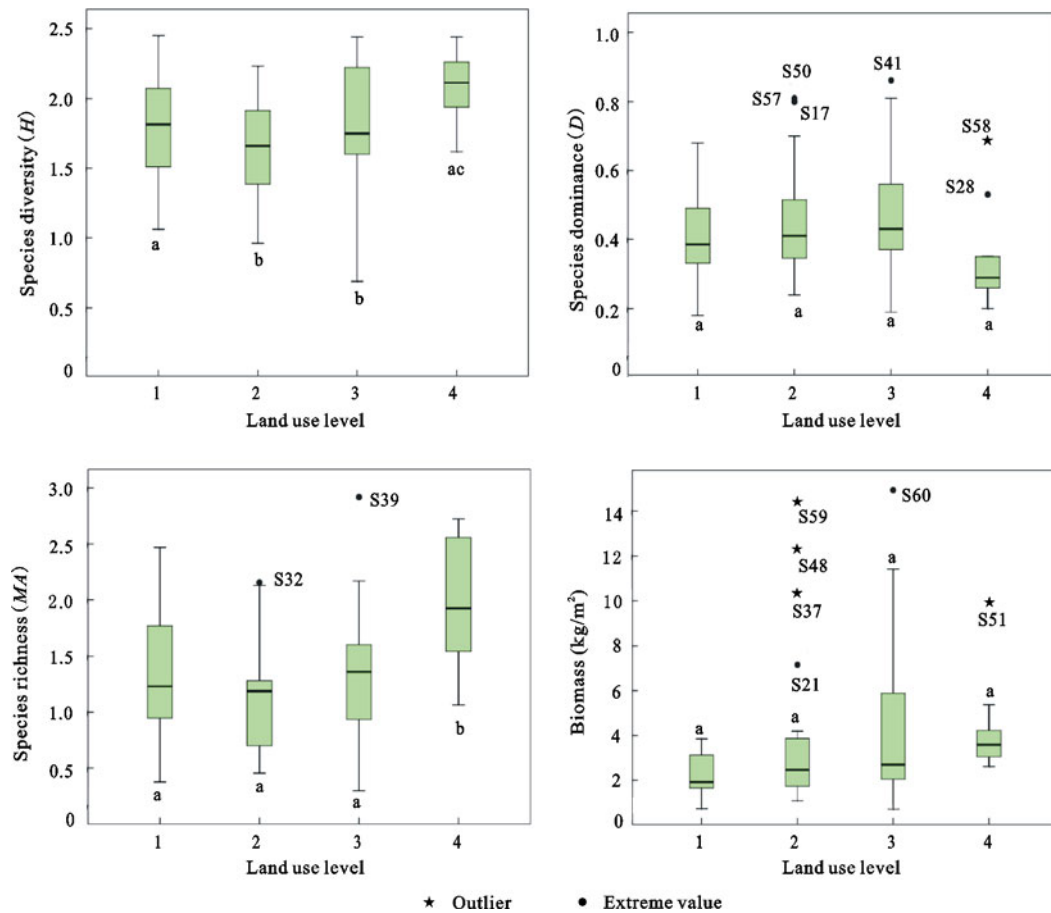 Species diversity (H)
2.5
2.0
1.5
1.0
0.5
0
a
b
b
ac
1 2 3 4
Land use level
Species dominance (D)
1.0
0.8
0.6
0.4
0.2
0
S50
S57
S17
S41
S58
S28
a a a a
1 2 3 4
Land use level
Species richness (MA)
3.0
2.5
2.0
1.5
1.0
0.5
0
S39
S32
b
a a a
1 2 3 4
Land use level
Biomass (kg/m²)
14
12
10
8
6
4
2
0
S60
S59
S48
S37
S51
S21
a
a
a
a
1 2 3 4
Land use level
★ Outlier ● Extreme value